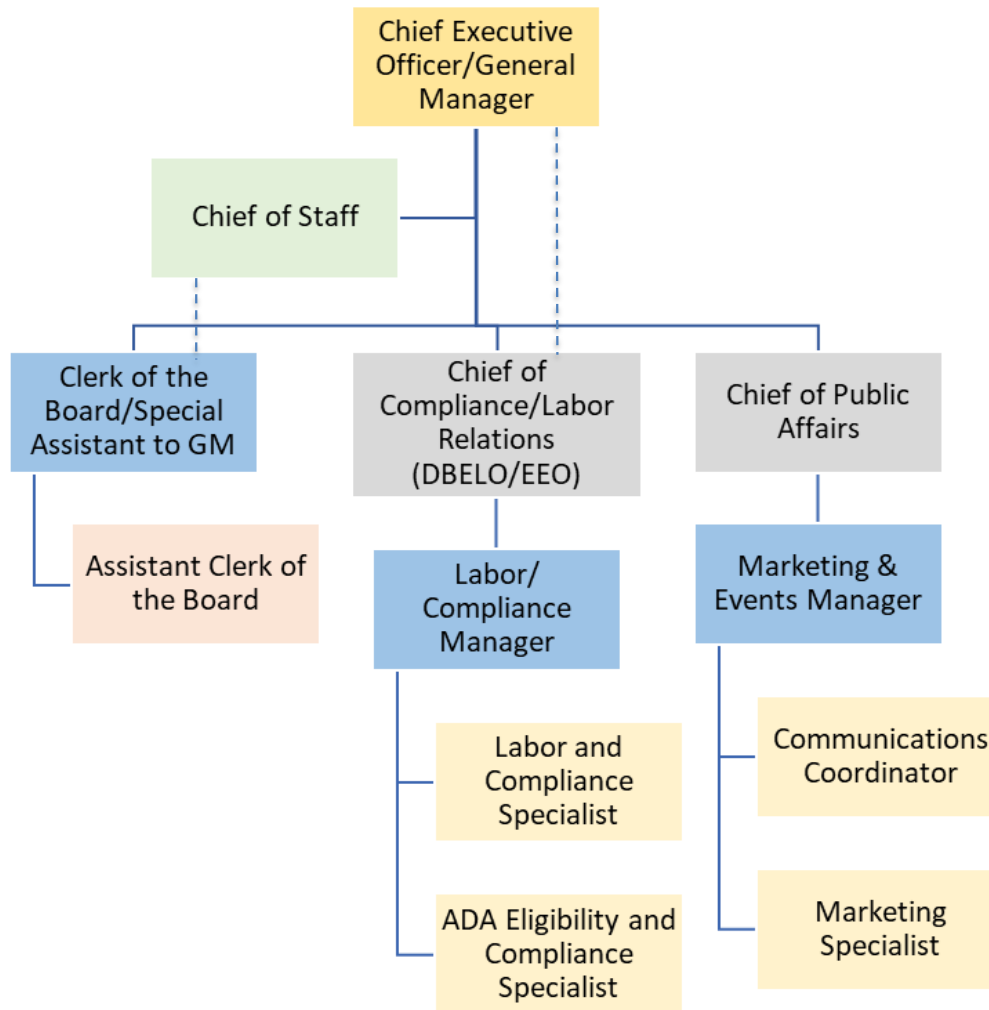 Chief Executive
Officer/General
Manager
Chief of Staff
Clerk of the
Board/Special
Assistant to GM
Chief of
Compliance/Labor
Relations
(DBELO/EEO)
Chief of Public
Affairs
Assistant Clerk of
the Board
Labor/
Compliance
Manager
Marketing &
Events Manager
Labor and
Compliance
Specialist
Communications
Coordinator
ADA Eligibility and
Compliance
Specialist
Marketing
Specialist